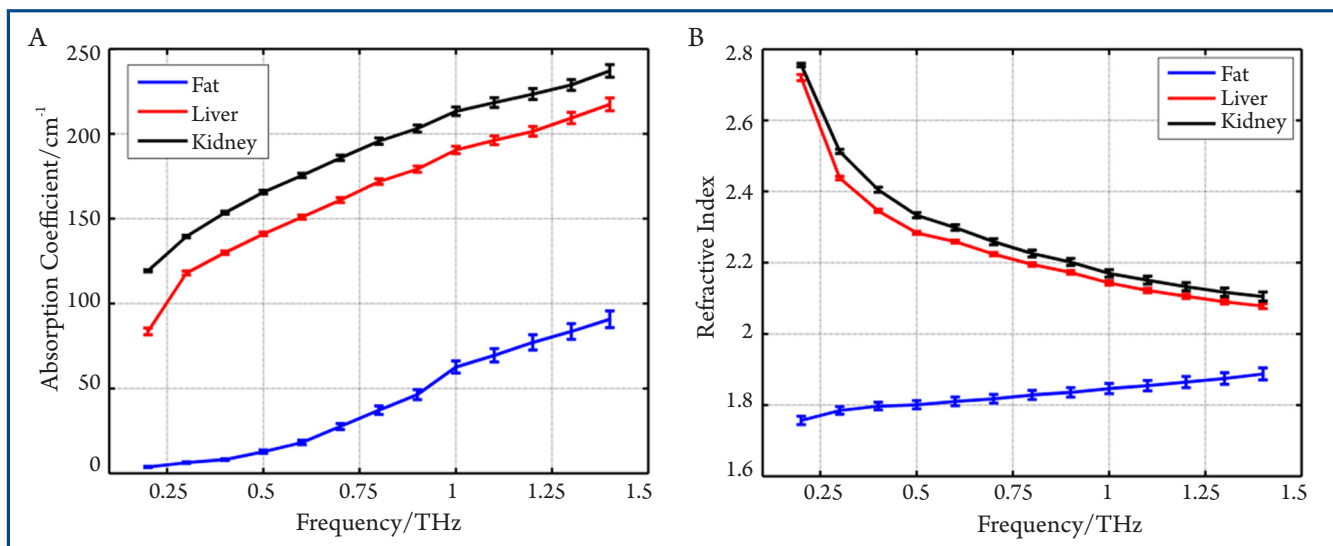 A
Absorption Coefficient/cm⁻¹
250
200
150
100
50
0
Fat
Liver
Kidney
0.25
0.5
0.75
1
1.25
1.5
Frequency/THz
B
Refractive Index
2.8
2.6
2.4
2.2
2
1.8
1.6
Fat
Liver
Kidney
0.25
0.5
0.75
1
1.25
1.5
Frequency/THz